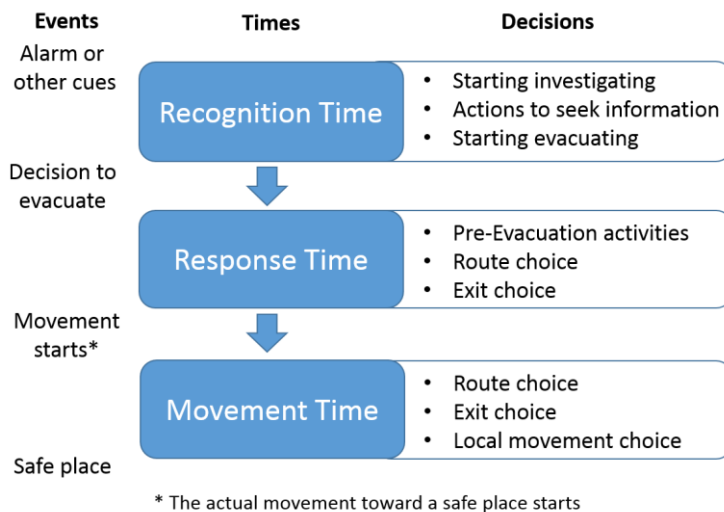 Events
Times
Decisions
Alarm or
other cues
Recognition Time
• Starting investigating
• Actions to seek information
• Starting evacuating
Decision to
evacuate
Response Time
• Pre-Evacuation activities
• Route choice
• Exit choice
Movement
starts*
Movement Time
• Route choice
• Exit choice
• Local movement choice
Safe place
* The actual movement toward a safe place starts